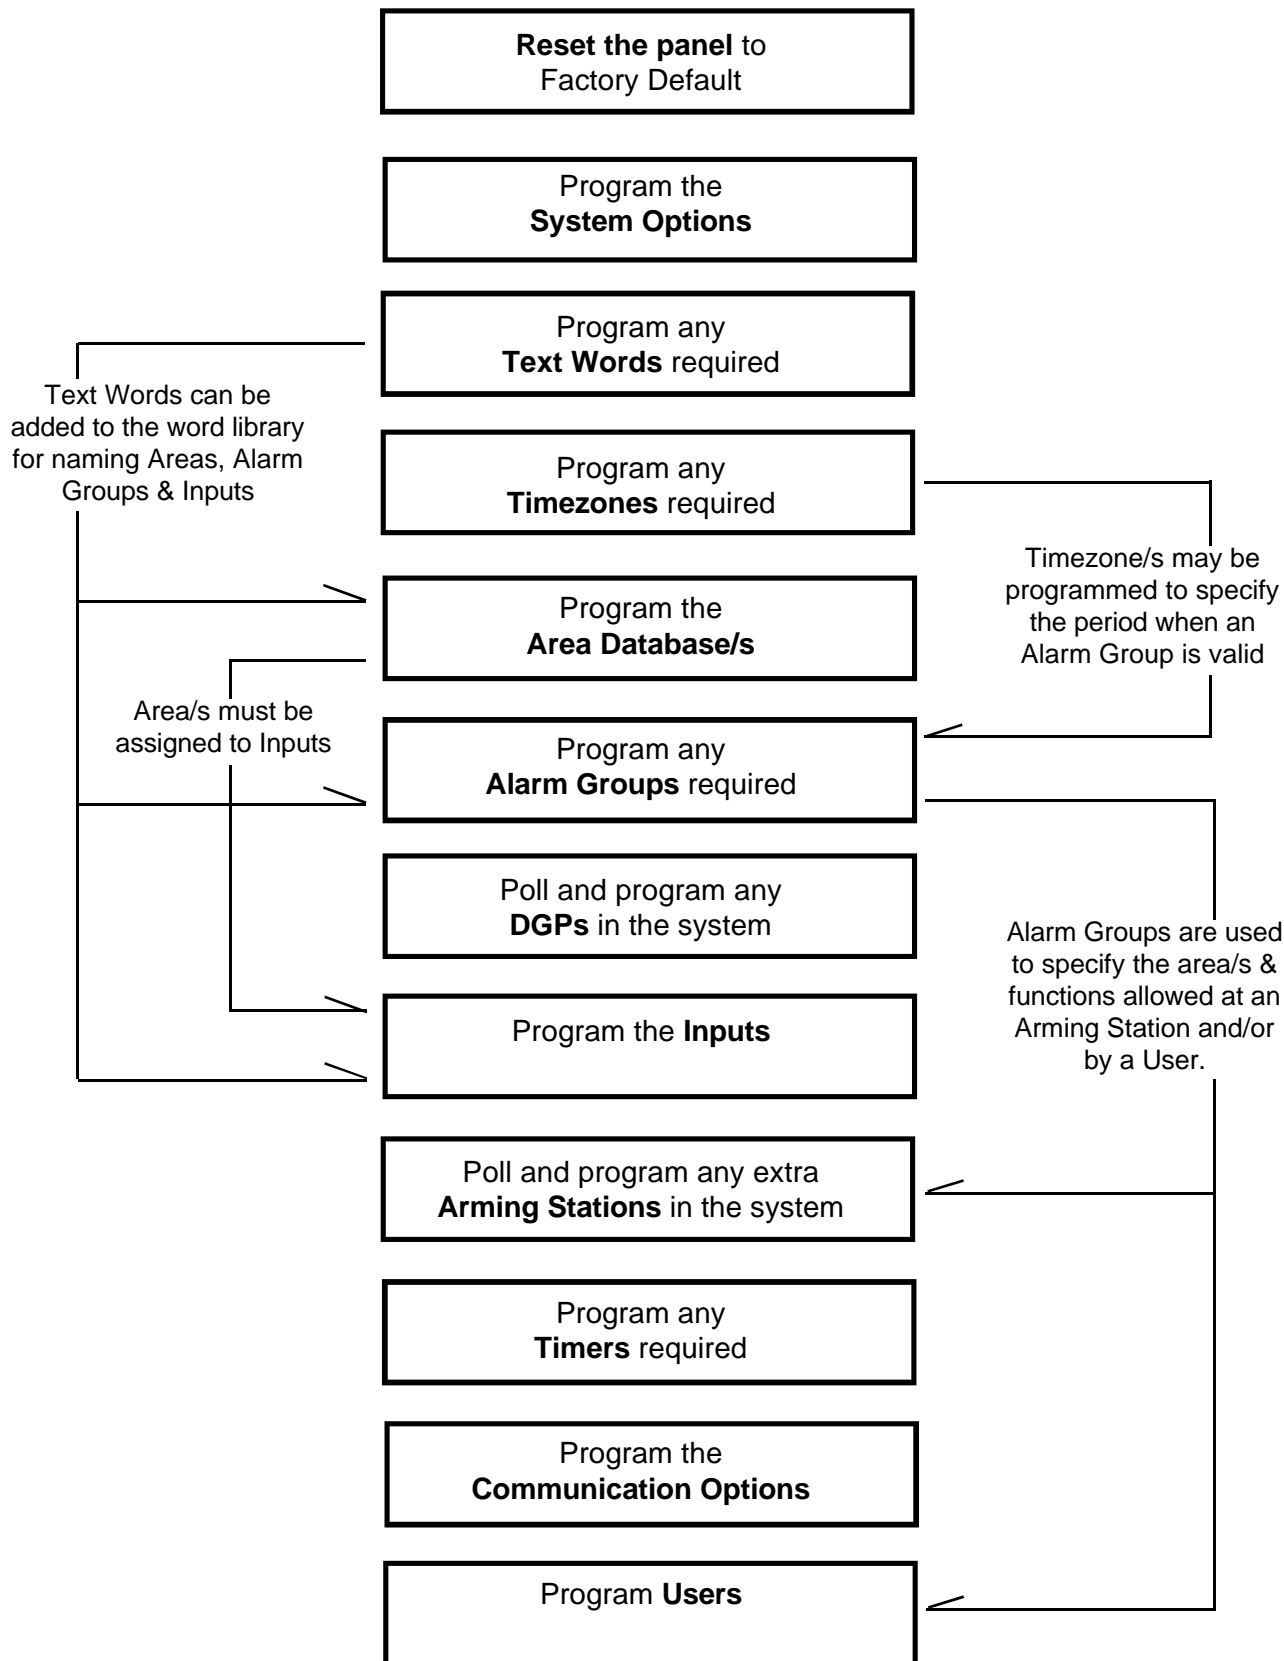 Reset the panel to
Factory Default
Program the
System Options
Program any
Text Words required
Text Words can be
added to the word library
for naming Areas, Alarm
Groups & Inputs
Program any
Timezones required
Timezone/s may be
programmed to specify
the period when an
Alarm Group is valid
Program the
Area Database/s
Area/s must be
assigned to Inputs
Program any
Alarm Groups required
Poll and program any
DGPs in the system
Alarm Groups are used
to specify the area/s &
functions allowed at an
Arming Station and/or
by a User.
Program the Inputs
Poll and program any extra
Arming Stations in the system
Program any
Timers required
Program the
Communication Options
Program Users